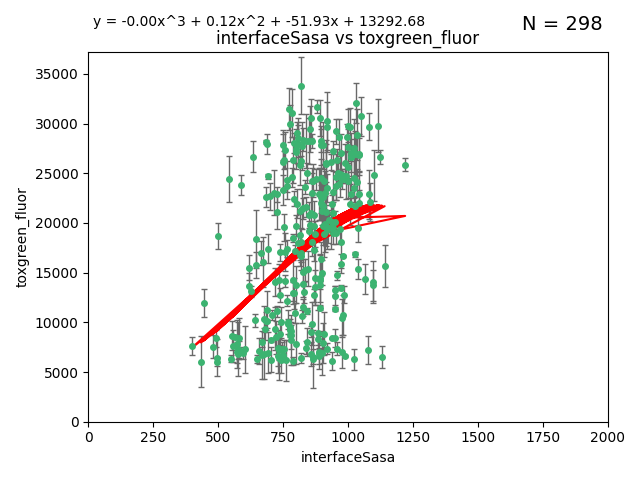 y = -0.00x^3 + 0.12x^2 + -51.93x + 13292.68
N = 298
interfaceSasa vs toxgreen_fluor
35000
30000
25000
20000
15000
10000
5000
0
toxgreen_fluor
0 250 500 750 1000 1250 1500 1750 2000
interfaceSasa